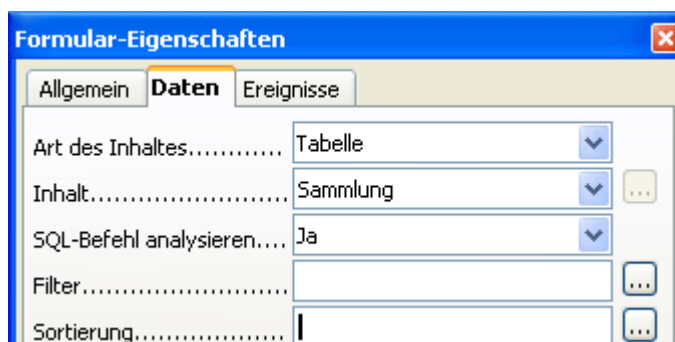 Formular-Eigenschaften
Allgemein Daten Ereignisse
Art des Inhaltes............ Tabelle
Inhalt......................... Sammlung ...
SQL-Befehl analysieren.... Ja
Filter.......................... ...
Sortierung................... ...